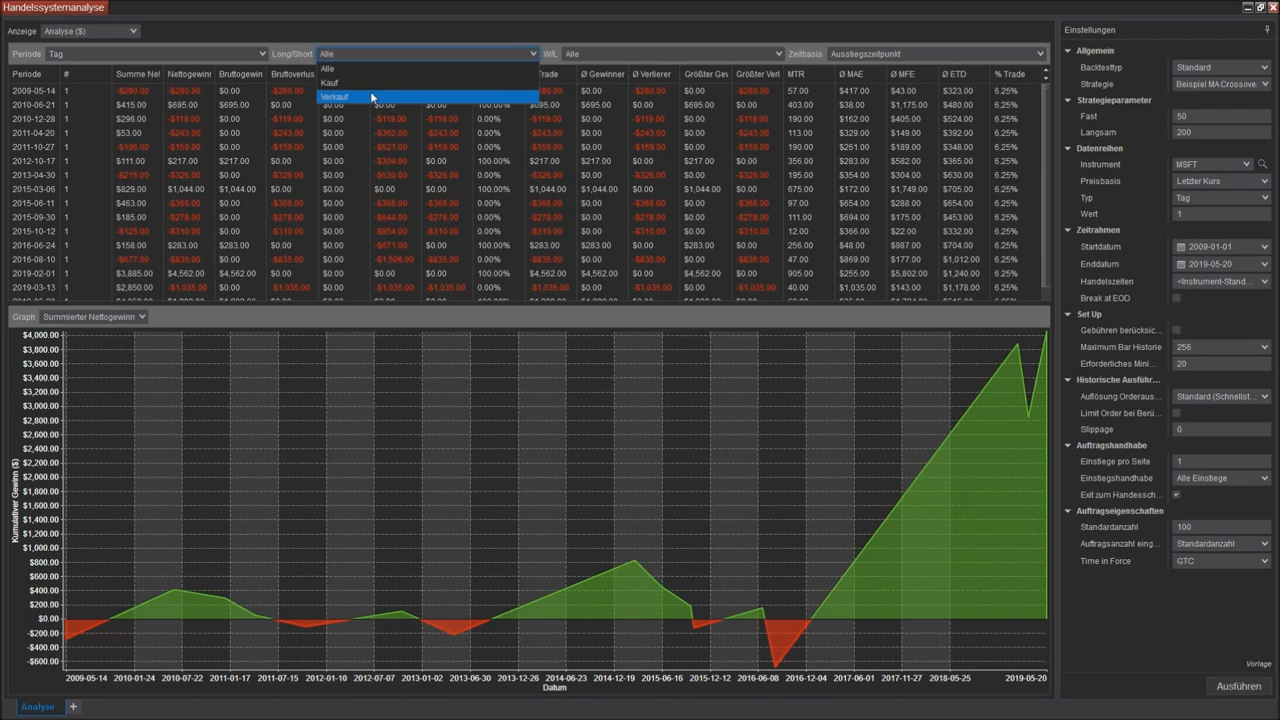 Handelssystemanalyse
Anzeige Analyse ($)
Periode Tag Long/Short Alle W/L Alle Zeitbasis Ausstiegszeitpunkt
Alle
Kauf
Verkauf
Periode # Summe Net Nettogewinn Bruttogewin Bruttoverlus Trade Ø Gewinner Ø Verlierer Größter Gev Größter Verl MTR Ø MAE Ø MFE Ø ETD % Trade
2009-05-14 1 -$280.00 -$280.00 $0.00 -$280.00 -$280.00 $0.00 -$280.00 $0.00 -$280.00 57.00 $417.00 $43.00 $323.00 6.25%
2010-06-21 1 $415.00 $695.00 $695.00 $0.00 $0.00 $0.00 $0.00 100.00% $695.00 $695.00 $0.00 $695.00 $0.00 403.00 $38.00 $1,175.00 $480.00 6.25%
2010-12-28 1 $296.00 -$119.00 $0.00 -$119.00 $0.00 -$119.00 -$119.00 0.00% -$119.00 $0.00 -$119.00 $0.00 -$119.00 190.00 $162.00 $405.00 $524.00 6.25%
2011-04-20 1 $53.00 -$243.00 $0.00 -$243.00 $0.00 -$362.00 -$243.00 0.00% -$243.00 $0.00 -$243.00 $0.00 -$243.00 113.00 $329.00 $149.00 $392.00 6.25%
2011-10-27 1 -$106.00 -$159.00 $0.00 -$159.00 $0.00 -$521.00 -$159.00 0.00% -$159.00 $0.00 -$159.00 $0.00 -$159.00 190.00 $261.00 $189.00 $348.00 6.25%
2012-10-17 1 $111.00 $217.00 $217.00 $0.00 $0.00 -$304.00 $0.00 100.00% $217.00 $217.00 $0.00 $217.00 $0.00 356.00 $283.00 $582.00 $365.00 6.25%
2013-04-30 1 -$215.00 -$326.00 $0.00 -$326.00 $0.00 -$630.00 -$326.00 0.00% -$326.00 $0.00 -$326.00 $0.00 -$326.00 195.00 $354.00 $304.00 $630.00 6.25%
2015-03-06 1 $829.00 $1,044.00 $1,044.00 $0.00 $0.00 $0.00 $0.00 100.00% $1,044.00 $1,044.00 $0.00 $1,044.00 $0.00 675.00 $172.00 $1,749.00 $705.00 6.25%
2015-06-11 1 $463.00 -$366.00 $0.00 -$366.00 $0.00 -$366.00 -$366.00 0.00% -$366.00 $0.00 -$366.00 $0.00 -$366.00 97.00 $571.00 $186.00 $552.00 6.25%
2015-09-30 1 $185.00 -$278.00 $0.00 -$278.00 $0.00 -$644.00 -$278.00 0.00% -$278.00 $0.00 -$278.00 $0.00 -$278.00 111.00 $694.00 $175.00 $453.00 6.25%
2015-10-12 1 -$125.00 -$310.00 $0.00 -$310.00 $0.00 -$954.00 -$310.00 0.00% -$310.00 $0.00 -$310.00 $0.00 -$310.00 12.00 $366.00 $22.00 $332.00 6.25%
2016-06-24 1 $158.00 $283.00 $283.00 $0.00 $0.00 -$671.00 $0.00 100.00% $283.00 $283.00 $0.00 $283.00 $0.00 256.00 $48.00 $987.00 $704.00 6.25%
2016-08-10 1 -$677.00 -$835.00 $0.00 -$835.00 $0.00 -$1,506.00 -$835.00 0.00% -$835.00 $0.00 -$835.00 $0.00 -$835.00 47.00 $869.00 $177.00 $1,012.00 6.25%
2019-02-01 1 $3,885.00 $4,562.00 $4,562.00 $0.00 $0.00 $0.00 $0.00 100.00% $4,562.00 $4,562.00 $0.00 $4,562.00 $0.00 905.00 $255.00 $5,802.00 $1,240.00 6.25%
2019-03-13 1 $2,850.00 -$1,035.00 $0.00 -$1,035.00 $0.00 -$1,035.00 -$1,035.00 0.00% -$1,035.00 $0.00 -$1,035.00 $0.00 -$1,035.00 40.00 $1,035.00 $143.00 $1,178.00 6.25%
Graph Summierter Nettogewinn
Kumulativer Gewinn ($)
$4,000.00
$3,800.00
$3,600.00
$3,400.00
$3,200.00
$3,000.00
$2,800.00
$2,600.00
$2,400.00
$2,200.00
$2,000.00
$1,800.00
$1,600.00
$1,400.00
$1,200.00
$1,000.00
$800.00
$600.00
$400.00
$200.00
$0.00
-$200.00
-$400.00
-$600.00
2009-05-14 2010-01-24 2010-07-22 2011-01-17 2011-07-15 2012-01-10 2012-07-07 2013-01-02 2013-06-30 2013-12-26 2014-06-23 2014-12-19 2015-06-16 2015-12-12 2016-06-08 2016-12-04 2017-06-01 2017-11-27 2018-05-25 2019-05-20
Datum
Analyse +
Einstellungen
Allgemein
Backtesttyp Standard
Strategie Beispiel MA Crossove
Strategieparameter
Fast 50
Langsam 200
Datenreihen
Instrument MSFT
Preisbasis Letzter Kurs
Typ Tag
Wert 1
Zeitrahmen
Startdatum 2009-01-01
Enddatum 2019-05-20
Handelszeiten <Instrument-Stand...
Break at EOD
Set Up
Gebühren berücksic...
Maximum Bar Historie 256
Erforderliches Mini... 20
Historische Ausführ...
Auflösung Orderaus... Standard (Schnellst...
Limit Order bei Berü...
Slippage 0
Auftragshandhabe
Einstiege pro Seite 1
Einstiegshandhabe Alle Einstiege
Exit zum Handessch...
Auftragseigenschaften
Standardanzahl 100
Auftragsanzahl eing... Standardanzahl
Time in Force GTC
Vorlage
Ausführen